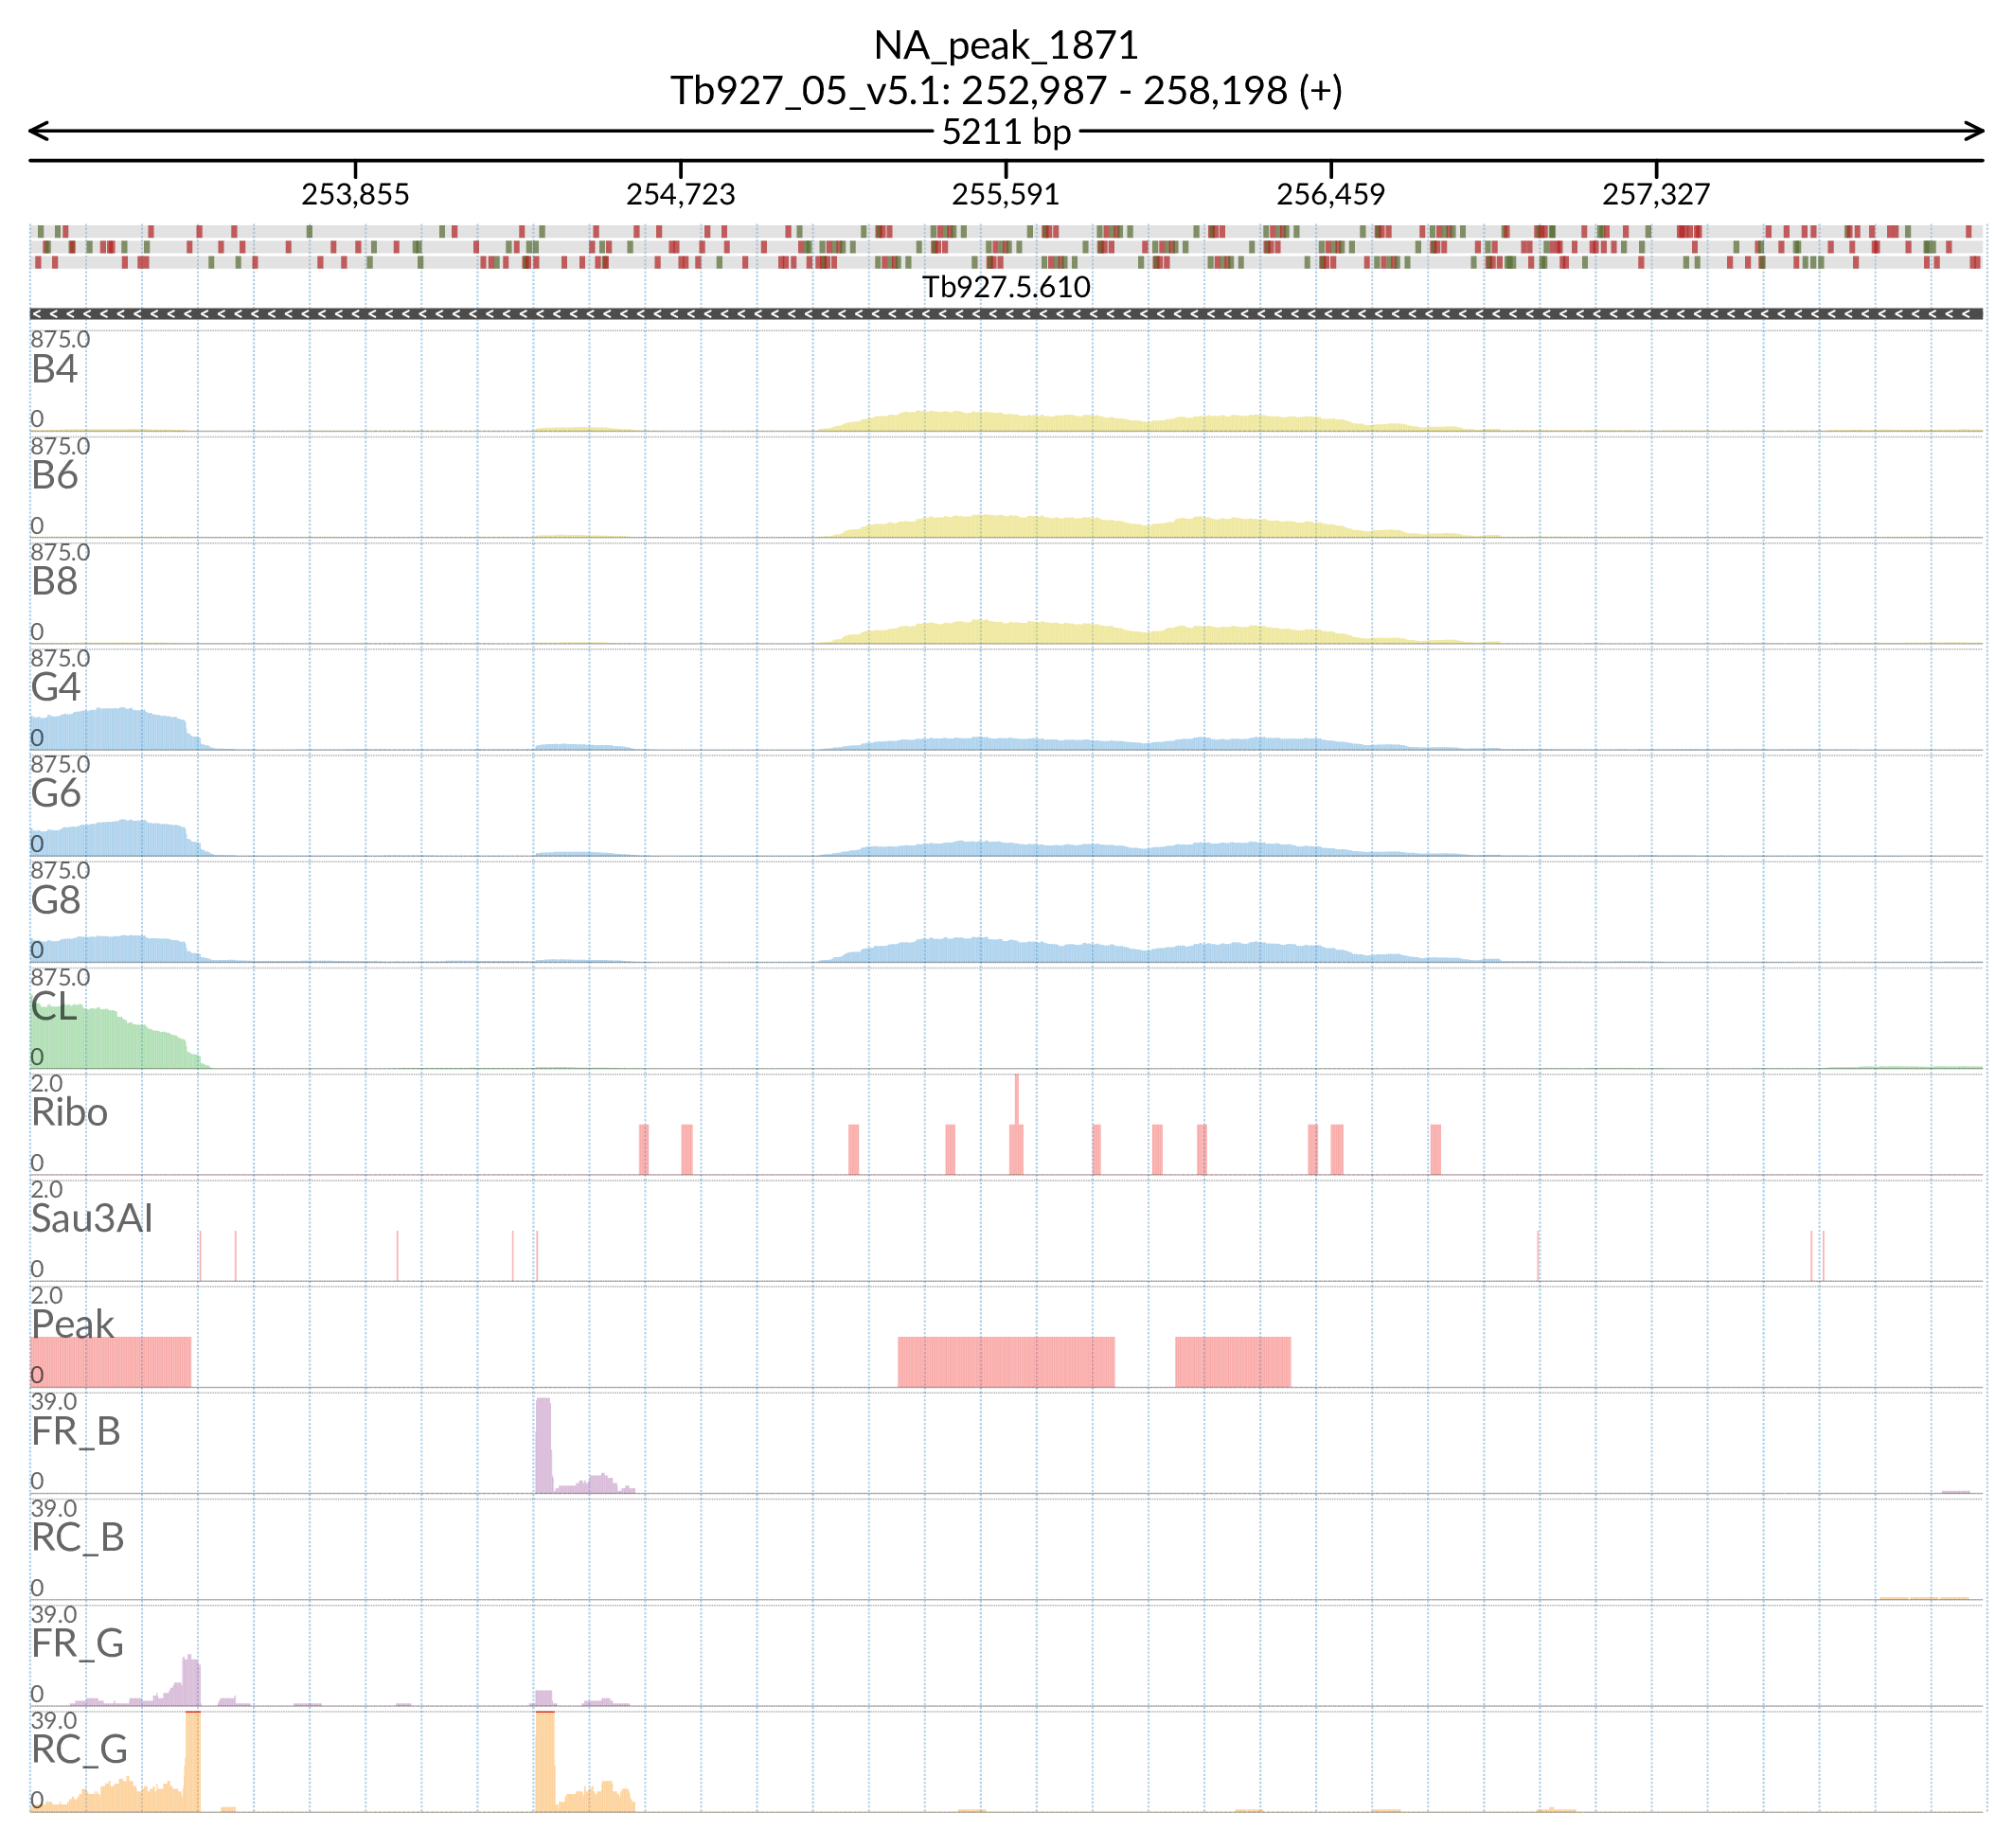 NA_peak_1871
Tb927_05_v5.1: 252,987 - 258,198 (+)
5211 bp
253,855 254,723 255,591 256,459 257,327
Tb927.5.610
875.0
B4
0
875.0
B6
0
875.0
B8
0
875.0
G4
0
875.0
G6
0
875.0
G8
0
875.0
CL
0
2.0
Ribo
0
2.0
Sau3AI
0
2.0
Peak
0
39.0
FR_B
0
39.0
RC_B
0
39.0
FR_G
0
39.0
RC_G
0